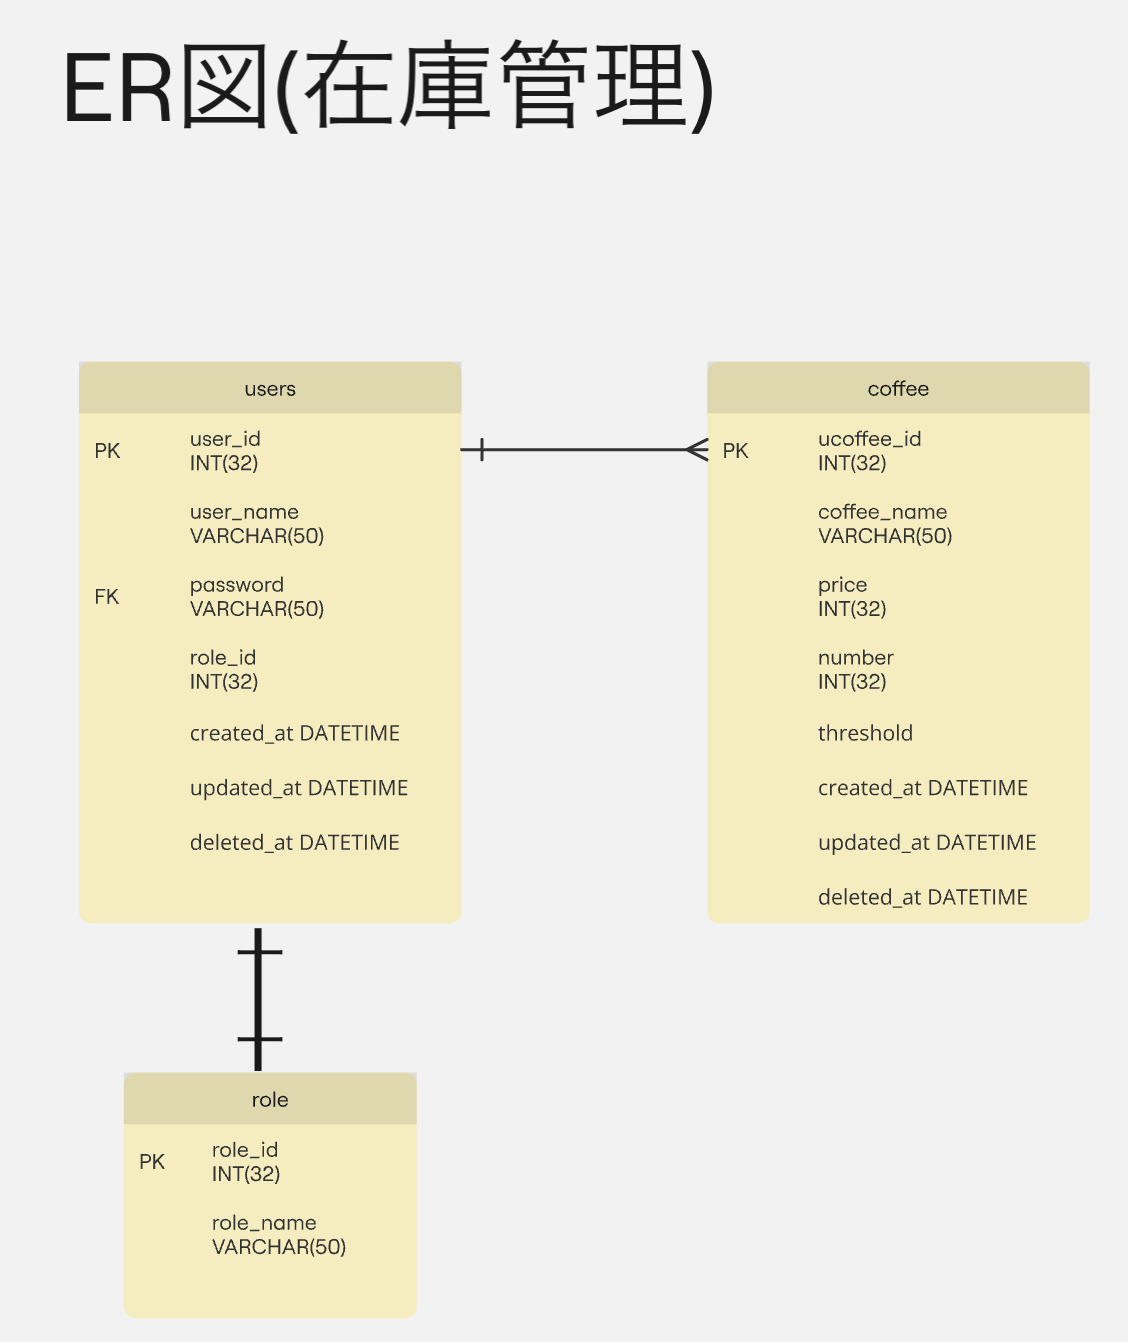 ER図(在庫管理)
users
PK
user_id
INT(32)
user_name
VARCHAR(50)
FK
password
VARCHAR(50)
role_id
INT(32)
created_at DATETIME
updated_at DATETIME
deleted_at DATETIME
coffee
PK
ucoffee_id
INT(32)
coffee_name
VARCHAR(50)
price
INT(32)
number
INT(32)
threshold
created_at DATETIME
updated_at DATETIME
deleted_at DATETIME
role
PK
role_id
INT(32)
role_name
VARCHAR(50)